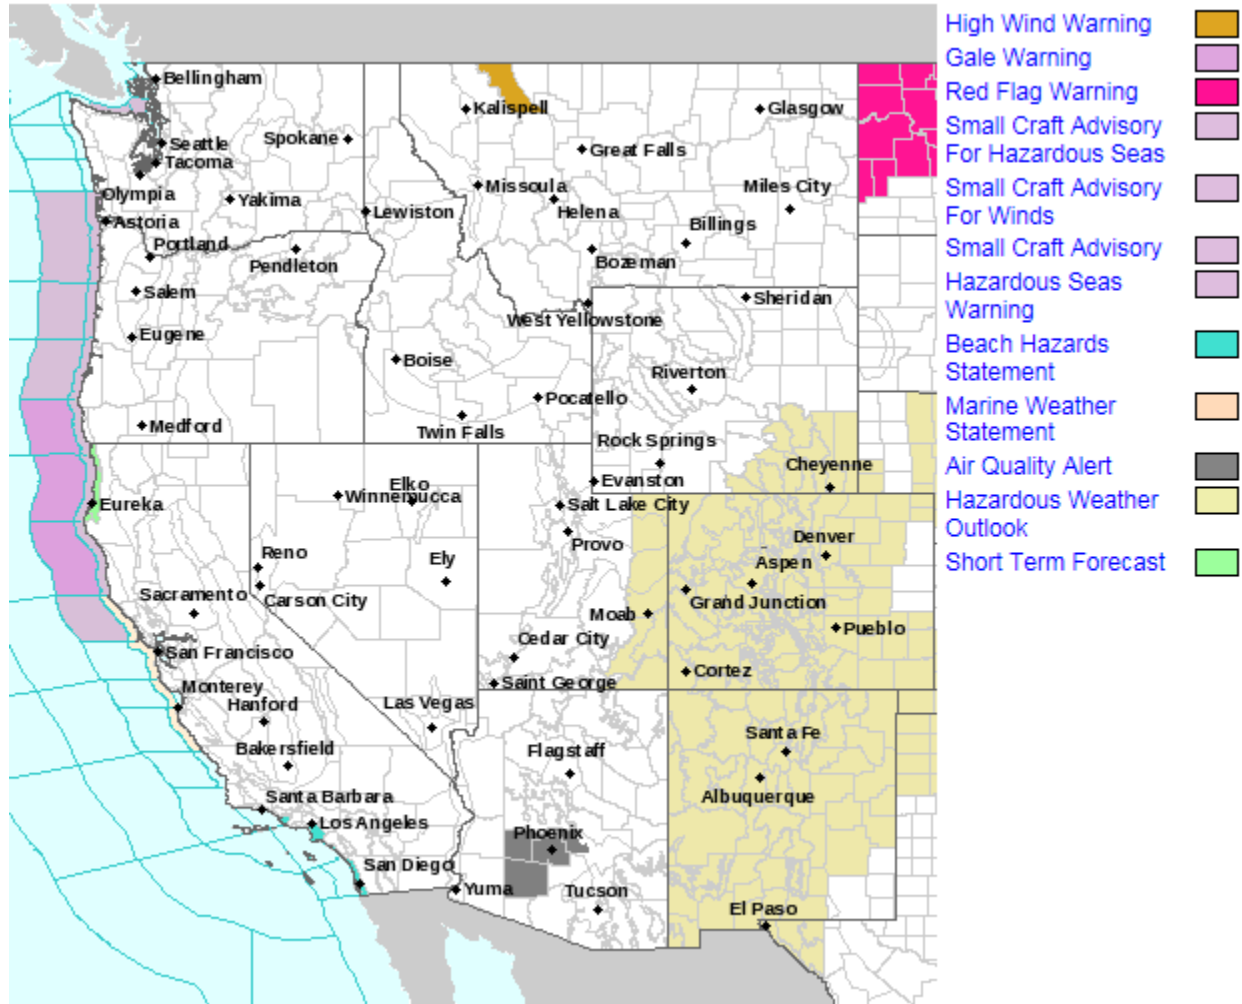 High Wind Warning
Gale Warning
Red Flag Warning
Small Craft Advisory
For Hazardous Seas
Small Craft Advisory
For Winds
Small Craft Advisory
Hazardous Seas
Warning
Beach Hazards
Statement
Marine Weather
Statement
Air Quality Alert
Hazardous Weather
Outlook
Short Term Forecast
Bellingham
Kalispell
Glasgow
Seattle
Spokane
Great Falls
Tacoma
Olympia
Missoula
Miles City
Yakima
Helena
Lewiston
Astoria
Billings
Portland
Pendleton
Bozeman
Salem
Sheridan
West Yellowstone
Eugene
Boise
Riverton
Pocatello
Medford
Twin Falls
Rock Springs
Cheyenne
Evanston
Elko
Winnemucca
Eureka
Salt Lake City
Provo
Denver
Reno
Ely
Aspen
Sacramento
Carson City
Grand Junction
Moab
Pueblo
Cedar City
San Francisco
Cortez
Saint George
Monterey
Hanford
Las Vegas
Santa Fe
Bakersfield
Flagstaff
Albuquerque
Santa Barbara
Los Angeles
Phoenix
San Diego
Yuma
Tucson
El Paso